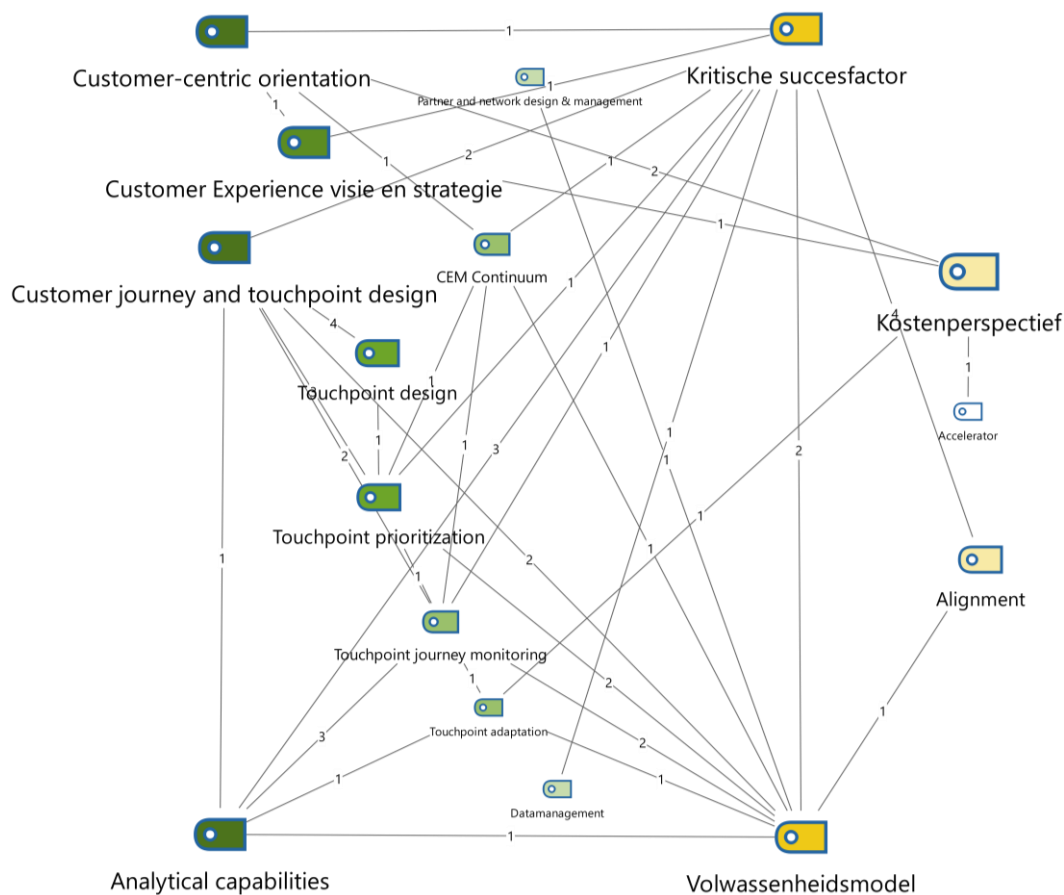 1
Customer-centric orientation
Kritische succesfactor
1
Partner and network design & management
1
2
Customer Experience visie en strategie
1
1
2
1
CEM Continuum
1
Customer journey and touchpoint design
Kostenperspectief
4
4
1
1
Touchpoint design
3
1
Accelerator
1
1
1
2
1
3
1
2
1
Touchpoint prioritization
1
1
2
1
Alignment
Touchpoint journey monitoring
1
2
1
3
2
Touchpoint adaptation
1
1
Datamanagement
1
Analytical capabilities
Volwassenheidsmodel